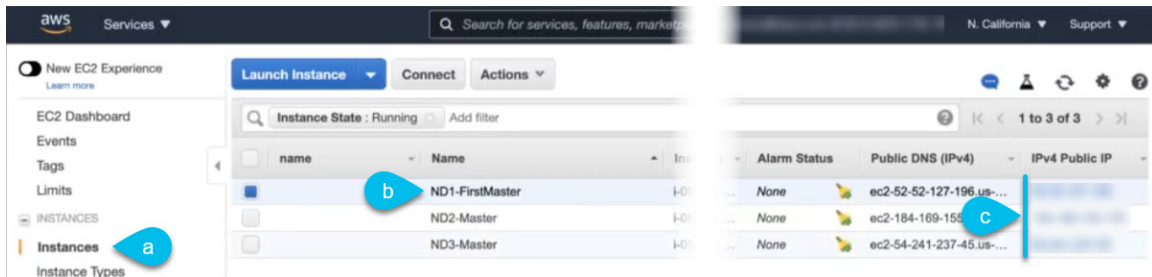 aws Services Search for services, features, N. California Support
New EC2 Experience
Learn more
Launch Instance Connect Actions
EC2 Dashboard
Instance State : Running Add filter 1 to 3 of 3
Events
Tags
name Name Alarm Status Public DNS (IPv4) IPv4 Public IP
Limits
b ND1-FirstMaster None ec2-52-52-127-196.us-...
INSTANCES
ND2-Master None c
Instances a
ND3-Master None ec2-54-241-237-45.us-...
Instance Types